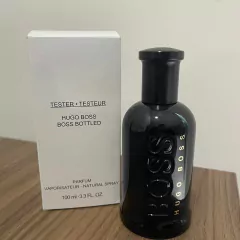 TESTER • TESTEUR
HUGO BOSS
BOSS BOTTLED
PARFUM
VAPORISATEUR - NATURAL SPRAY
100 ml 3.3 FL. OZ.
BOSS
HUGO BOSS